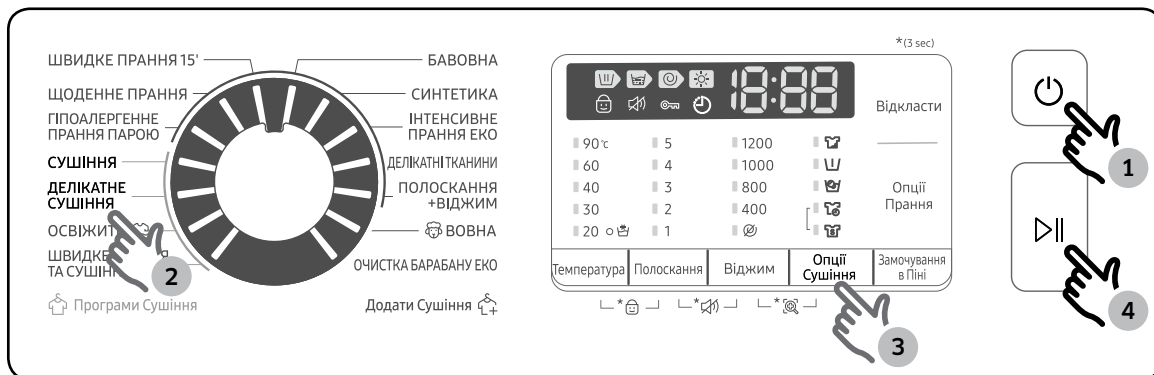 *(3 sec)
ШВИДКЕ ПРАННЯ 15'
БАВОВНА
ЩОДЕННЕ ПРАННЯ
СИНТЕТИКА
ГІПОАЛЕРГЕННЕ
ПРАННЯ ПАРОЮ
ІНТЕНСИВНЕ
ПРАННЯ ЕКО
СУШІННЯ
ДЕЛІКАТНІ ТКАНИНИ
ДЕЛІКАТНЕ
СУШІННЯ
ПОЛОСКАННЯ
+ВІДЖИМ
ОСВІЖИТ
ВОВНА
ШВИДКЕ
ТА СУШІН
ОЧИСТКА БАРАБАНУ ЕКО
Програми Сушіння
Додати Сушіння
2
18:88
Відкласти
90℃ 5 1200
60 4 1000
40 3 800
30 2 400
20 1
Опції
Прання
Температура
Полоскання
Віджим
Опції
Сушіння
Замочування
в Піні
*
*
*
3
1
4